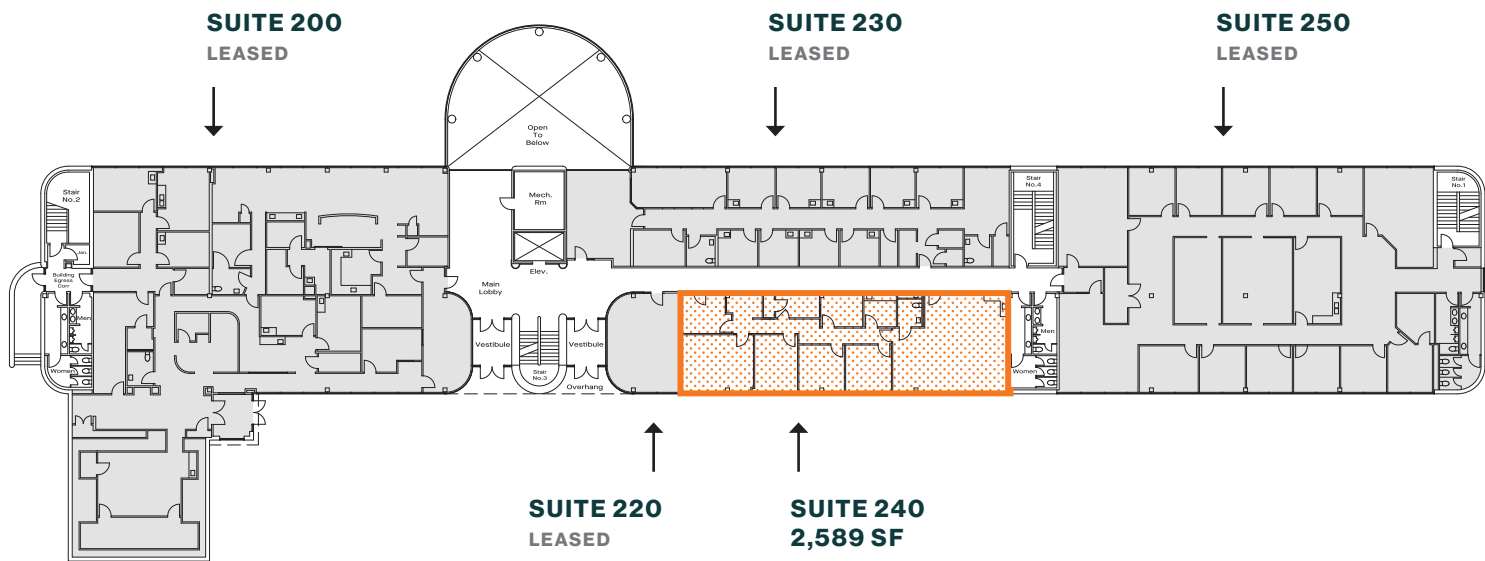 SUITE 200
LEASED
SUITE 230
LEASED
SUITE 250
LEASED
Open
To
Below
Stair
No.2
Mech.
Rm
Stair
No.4
Stair
No.1
Jan.
Building
Egress
Corr
Elev.
Main
Lobby
Men
Women
Vestibule
Vestibule
Stair
No.3
Overhang
Men
Women
SUITE 220
LEASED
SUITE 240
2,589 SF